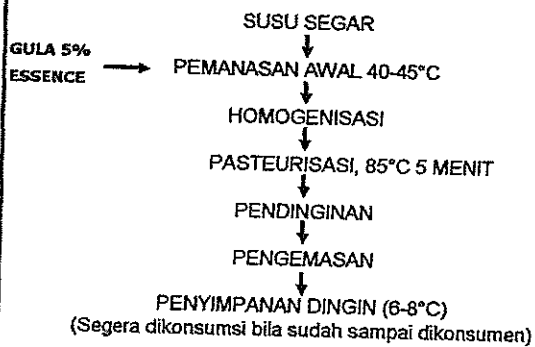 SUSU SEGAR
GULA 5%
ESSENCE
PEMANASAN AWAL 40-45°C
HOMOGENISASI
PASTEURISASI, 85°C 5 MENIT
PENDINGINAN
PENGEMASAN
PENYIMPANAN DINGIN (6-8°C)
(Segera dikonsumsi bila sudah sampai dikonsumen)